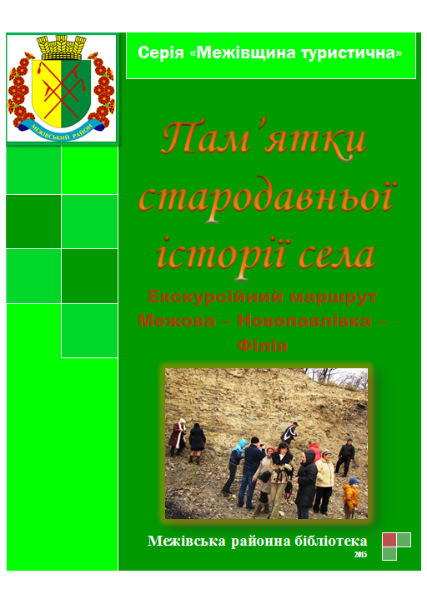 Серія «Межівщина туристична»
МЕЖІВСЬКИЙ РАЙОН
Пам’ятки
стародавньої
історії села
Екскурсійний маршрут
Межова – Новопавлівка –
Філія
Межівська районна бібліотека
2015